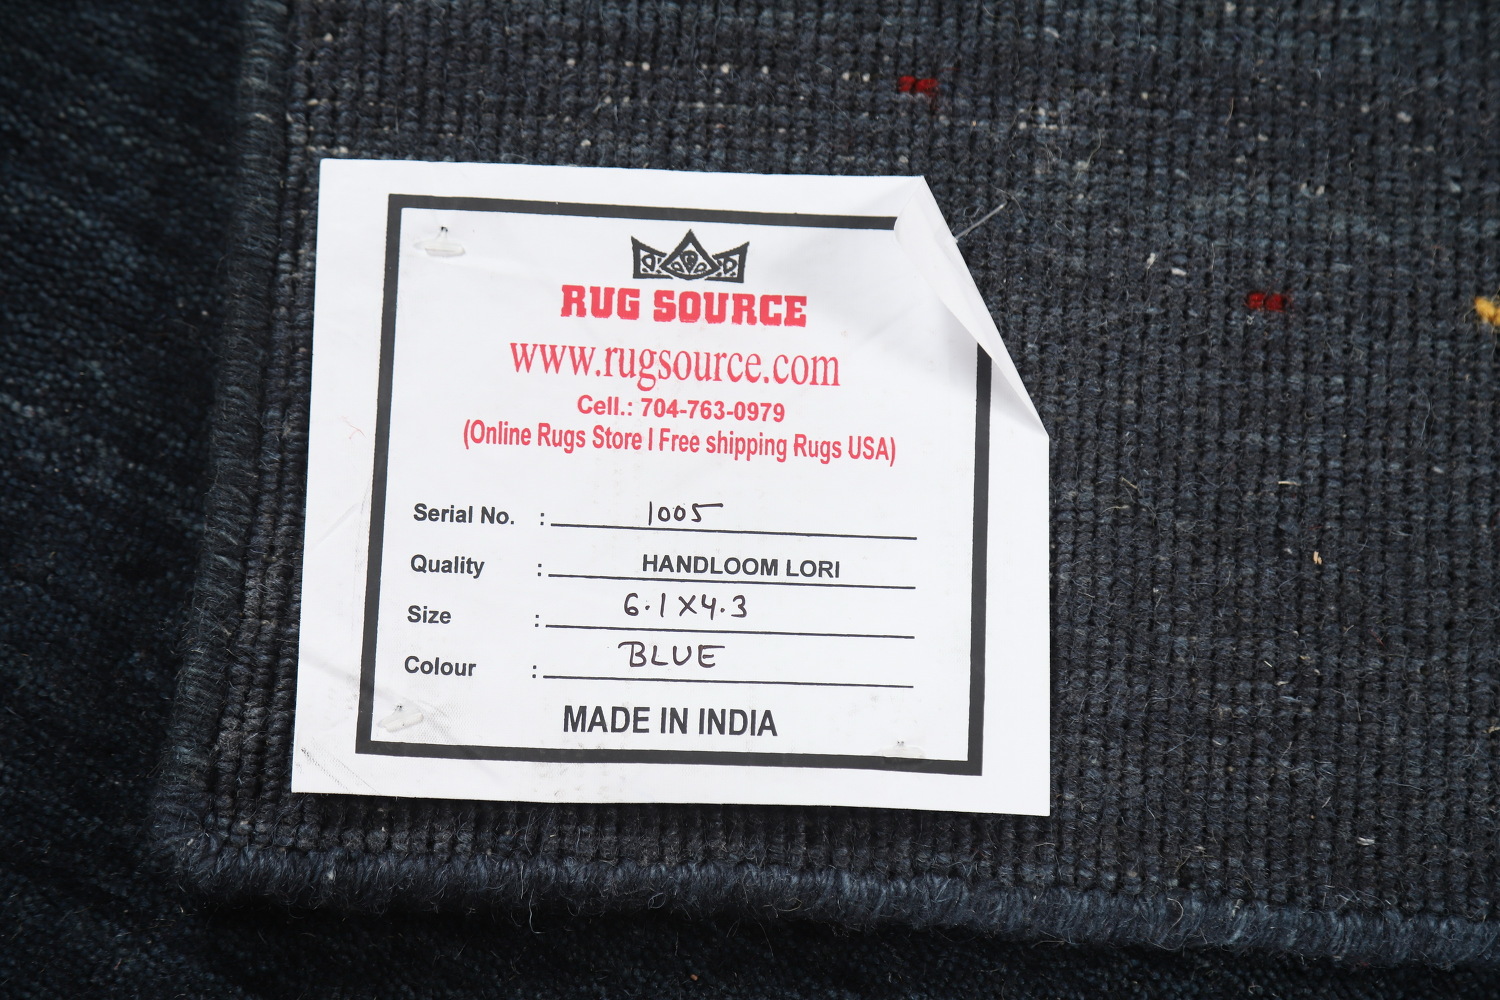 RUG SOURCE
www.rugsource.com
Cell.: 704-763-0979
(Online Rugs Store I Free shipping Rugs USA)
Serial No. : 1005
Quality : HANDLOOM LORI
Size : 6.1X4.3
Colour : BLUE
MADE IN INDIA